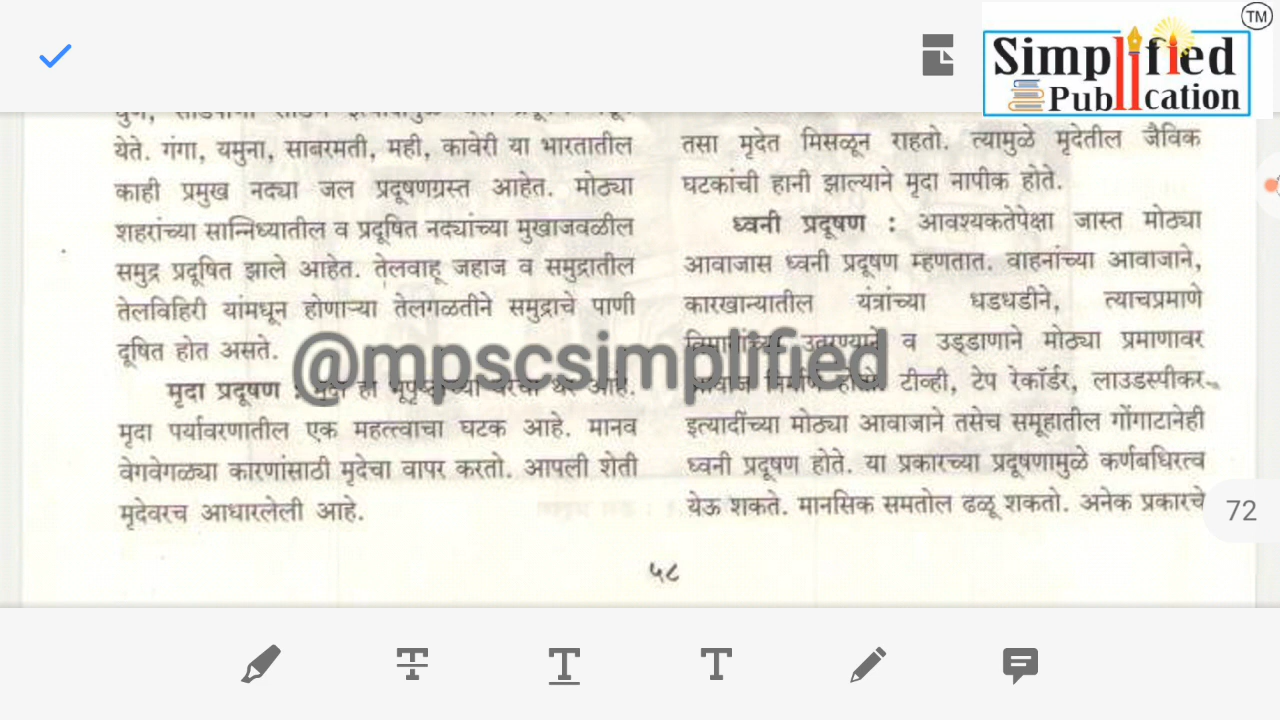 TM
Simplified
Publication
येते. गंगा, यमुना, साबरमती, मही, कावेरी या भारतातील
काही प्रमुख नद्या जल प्रदूषणग्रस्त आहेत. मोठ्या
शहरांच्या सान्निध्यातील व प्रदूषित नद्यांच्या मुखाजवळील
समुद्र प्रदूषित झाले आहेत. तेलवाहू जहाज व समुद्रातील
तेलविहिरी यांमधून होणाऱ्या तेलगळतीने समुद्राचे पाणी
दूषित होत असते.
मृदा प्रदूषण : हा आहे.
मृदा पर्यावरणातील एक महत्त्वाचा घटक आहे. मानव
वेगवेगळ्या कारणांसाठी मृदेचा वापर करतो. आपली शेती
मृदेवरच आधारलेली आहे.
तसा मृदेत मिसळून राहतो. त्यामुळे मृदेतील जैविक
घटकांची हानी झाल्याने मृदा नापीक होते.
ध्वनी प्रदूषण : आवश्यकतेपेक्षा जास्त मोठ्या
आवाजास ध्वनी प्रदूषण म्हणतात. वाहनांच्या आवाजाने,
कारखान्यातील यंत्रांच्या धडधडीने, त्याचप्रमाणे
विमानांच्या उतरण्याने व उड्डाणाने मोठ्या प्रमाणावर
टीव्ही, टेप रेकॉर्डर, लाउडस्पीकर
इत्यादींच्या मोठ्या आवाजाने तसेच समूहातील गोंगाटानेही
ध्वनी प्रदूषण होते. या प्रकारच्या प्रदूषणामुळे कर्णबधिरत्व
येऊ शकते. मानसिक समतोल ढळू शकतो. अनेक प्रकारचे
@mpscsimplified
72
५८